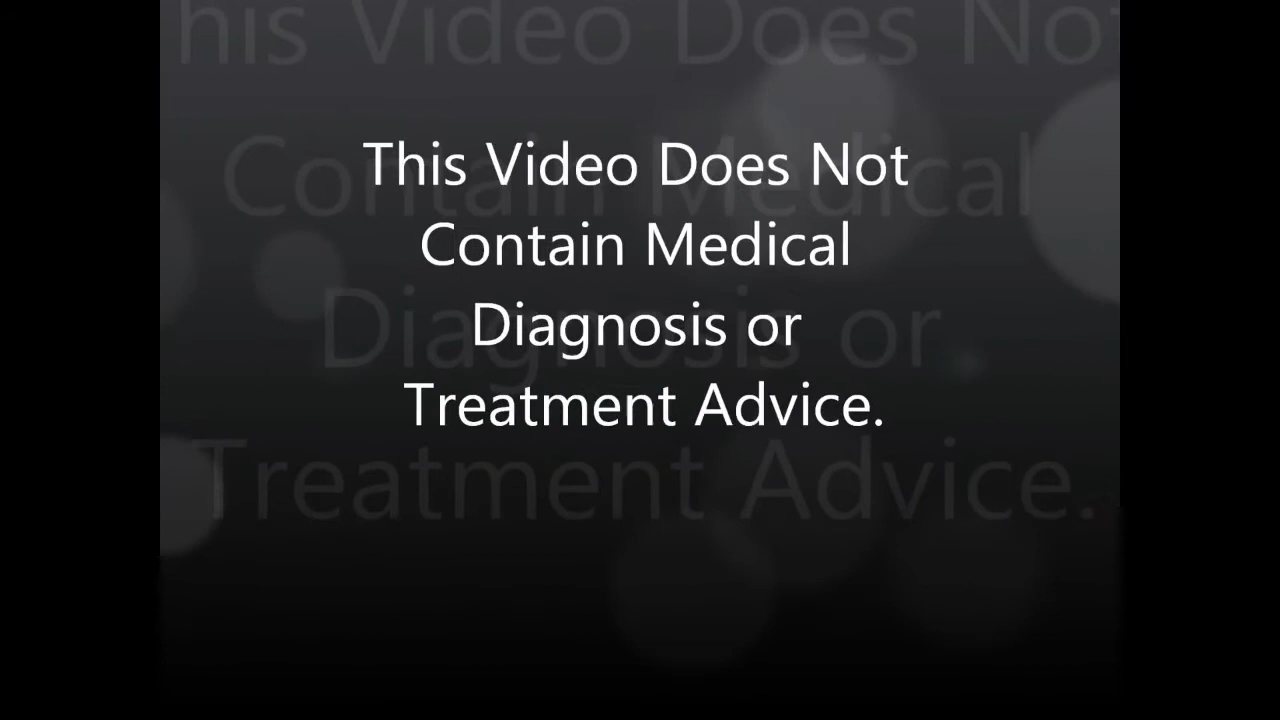 This Video Does Not
Contain Medical
Diagnosis or
Treatment Advice.